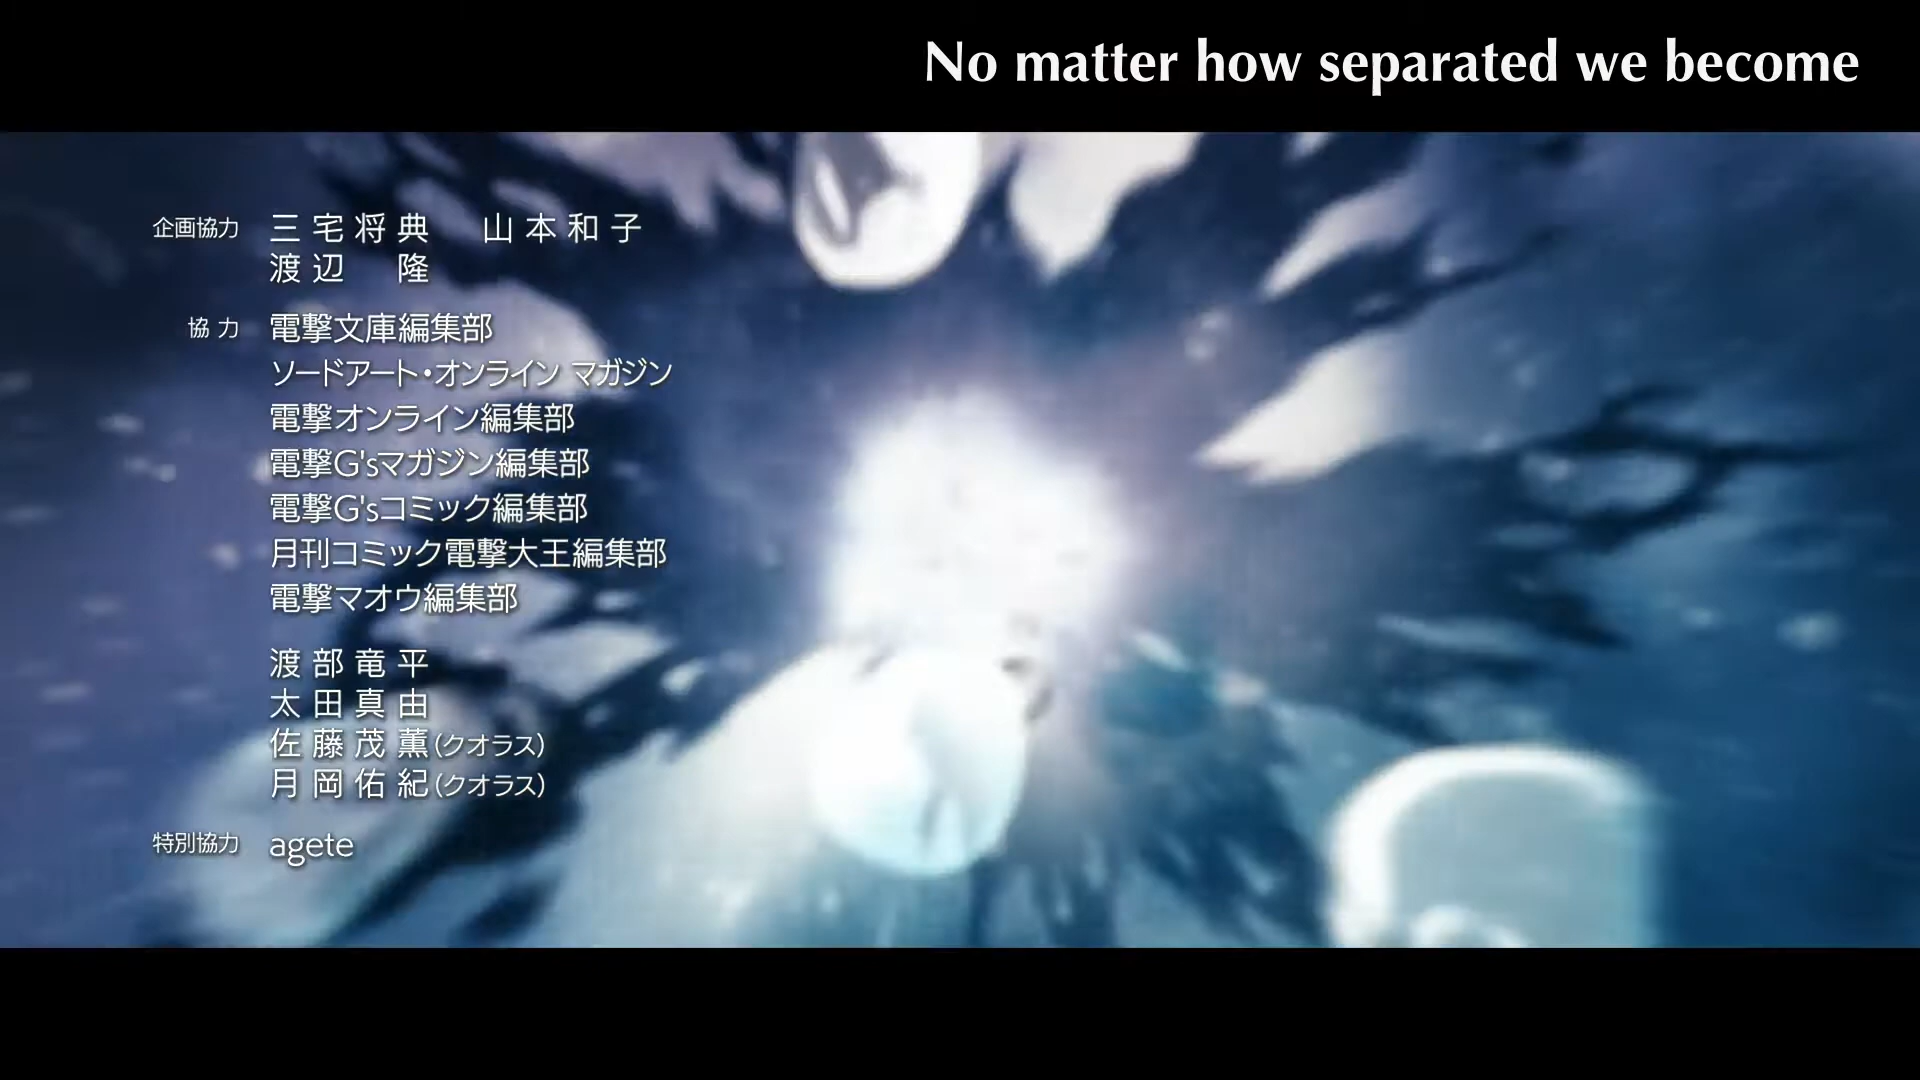 No matter how separated we become
企画協力 三宅将典 山本和子
渡辺 隆
協力 電撃文庫編集部
ソードアート・オンライン マガジン
電撃オンライン編集部
電撃G'sマガジン編集部
電撃G'sコミック編集部
月刊コミック電撃大王編集部
電撃マオウ編集部
渡部竜平
太田真由
佐藤茂薫(クオラス)
月岡佑紀(クオラス)
特別協力 agete